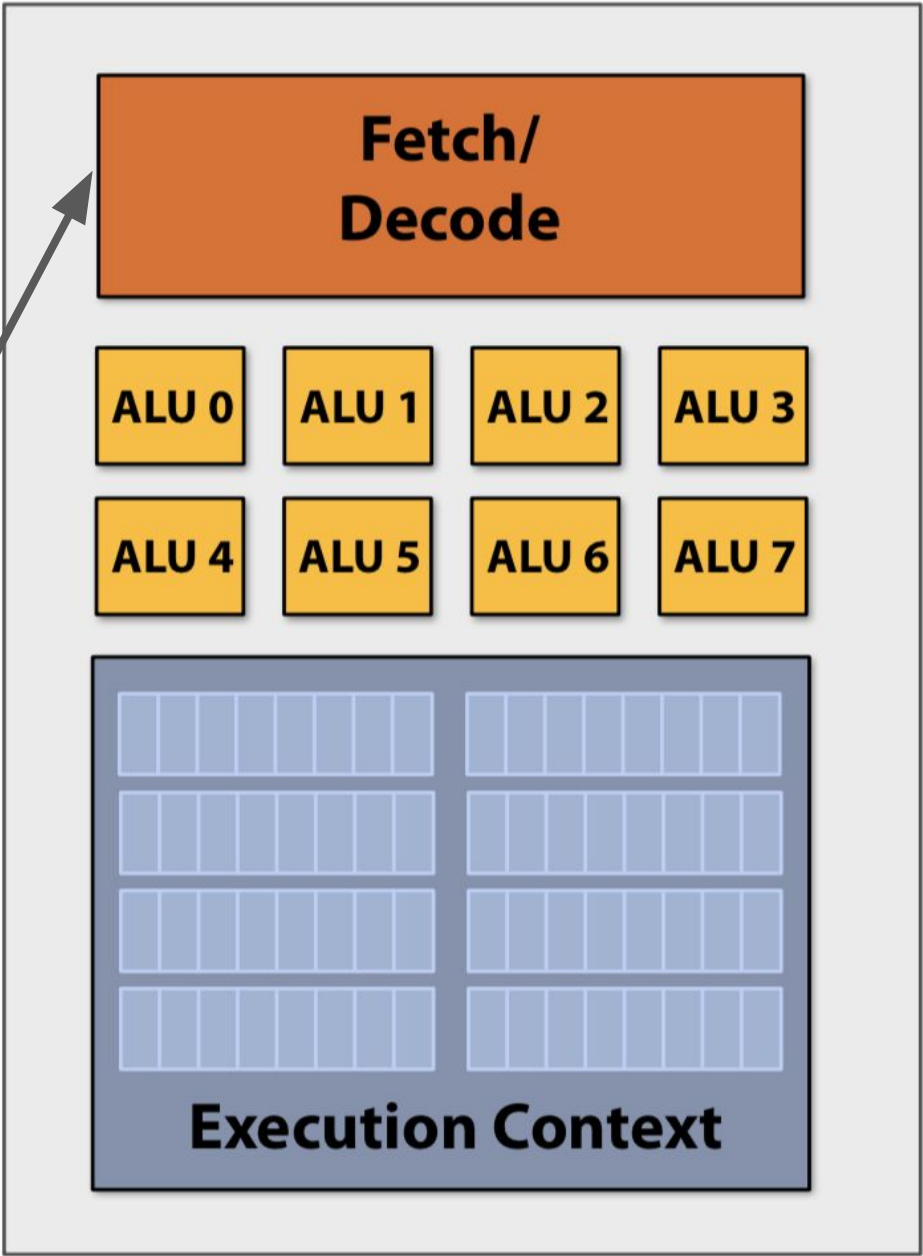 Fetch/
Decode
ALU 0 ALU 1 ALU 2 ALU 3
ALU 4 ALU 5 ALU 6 ALU 7
Execution Context